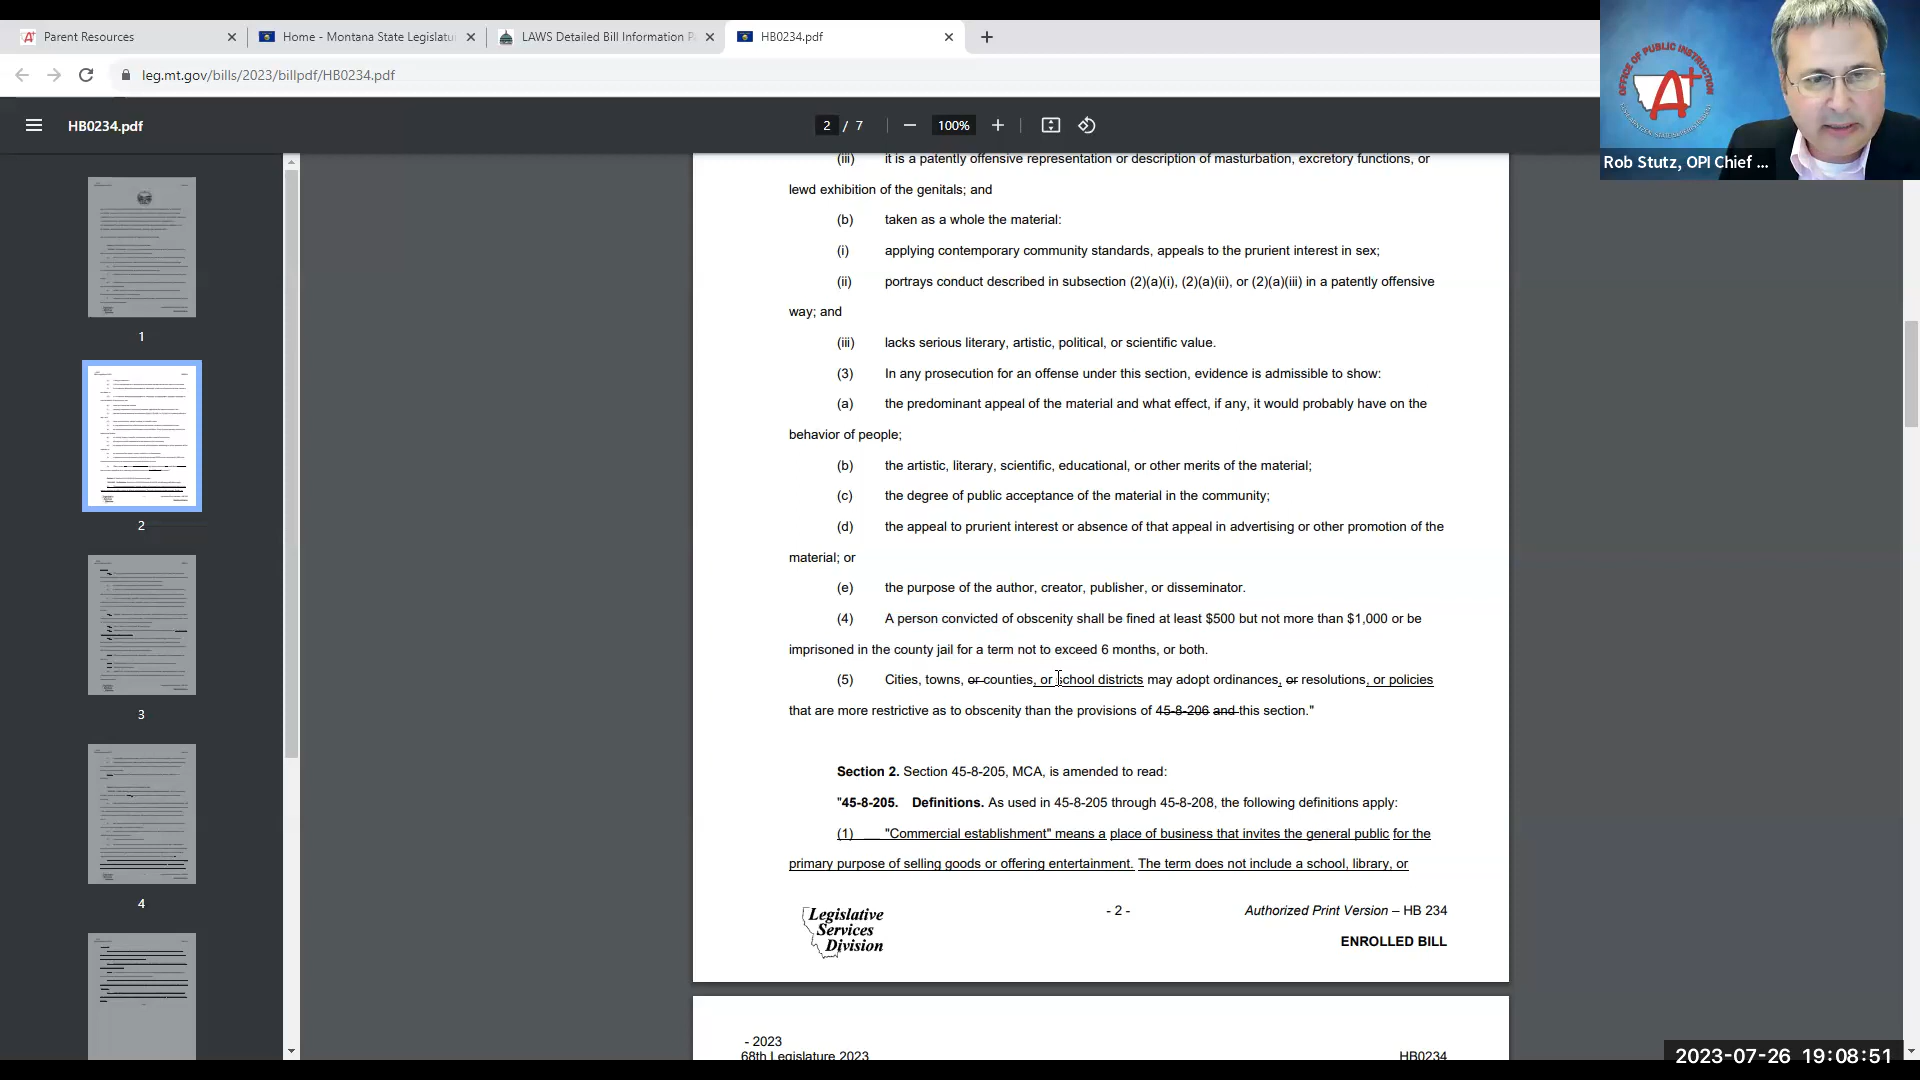 Parent Resources
Home - Montana State Legislatu
LAWS Detailed Bill Information P
HB0234.pdf
leg.mt.gov/bills/2023/billpdf/HB0234.pdf
HB0234.pdf
2 / 7
100%
OFFICE OF PUBLIC INSTRUCTION
A+
Rob Stutz, OPI Chief ...
1
2
3
4
(iii) it is a patently offensive representation or description of masturbation, excretory functions, or
lewd exhibition of the genitals; and
(b) taken as a whole the material:
(i) applying contemporary community standards, appeals to the prurient interest in sex;
(ii) portrays conduct described in subsection (2)(a)(i), (2)(a)(ii), or (2)(a)(iii) in a patently offensive
way; and
(iii) lacks serious literary, artistic, political, or scientific value.
(3) In any prosecution for an offense under this section, evidence is admissible to show:
(a) the predominant appeal of the material and what effect, if any, it would probably have on the
behavior of people;
(b) the artistic, literary, scientific, educational, or other merits of the material;
(c) the degree of public acceptance of the material in the community;
(d) the appeal to prurient interest or absence of that appeal in advertising or other promotion of the
material; or
(e) the purpose of the author, creator, publisher, or disseminator.
(4) A person convicted of obscenity shall be fined at least $500 but not more than $1,000 or be
imprisoned in the county jail for a term not to exceed 6 months, or both.
(5) Cities, towns, or counties, or school districts may adopt ordinances, or resolutions, or policies
that are more restrictive as to obscenity than the provisions of 45-8-206 and this section."
Section 2. Section 45-8-205, MCA, is amended to read:
"45-8-205. Definitions. As used in 45-8-205 through 45-8-208, the following definitions apply:
(1) "Commercial establishment" means a place of business that invites the general public for the
primary purpose of selling goods or offering entertainment. The term does not include a school, library, or
Legislative
Services
Division
- 2 -
Authorized Print Version – HB 234
ENROLLED BILL
- 2023
68th Legislature 2023
HB0234
2023-07-26 19:08:51